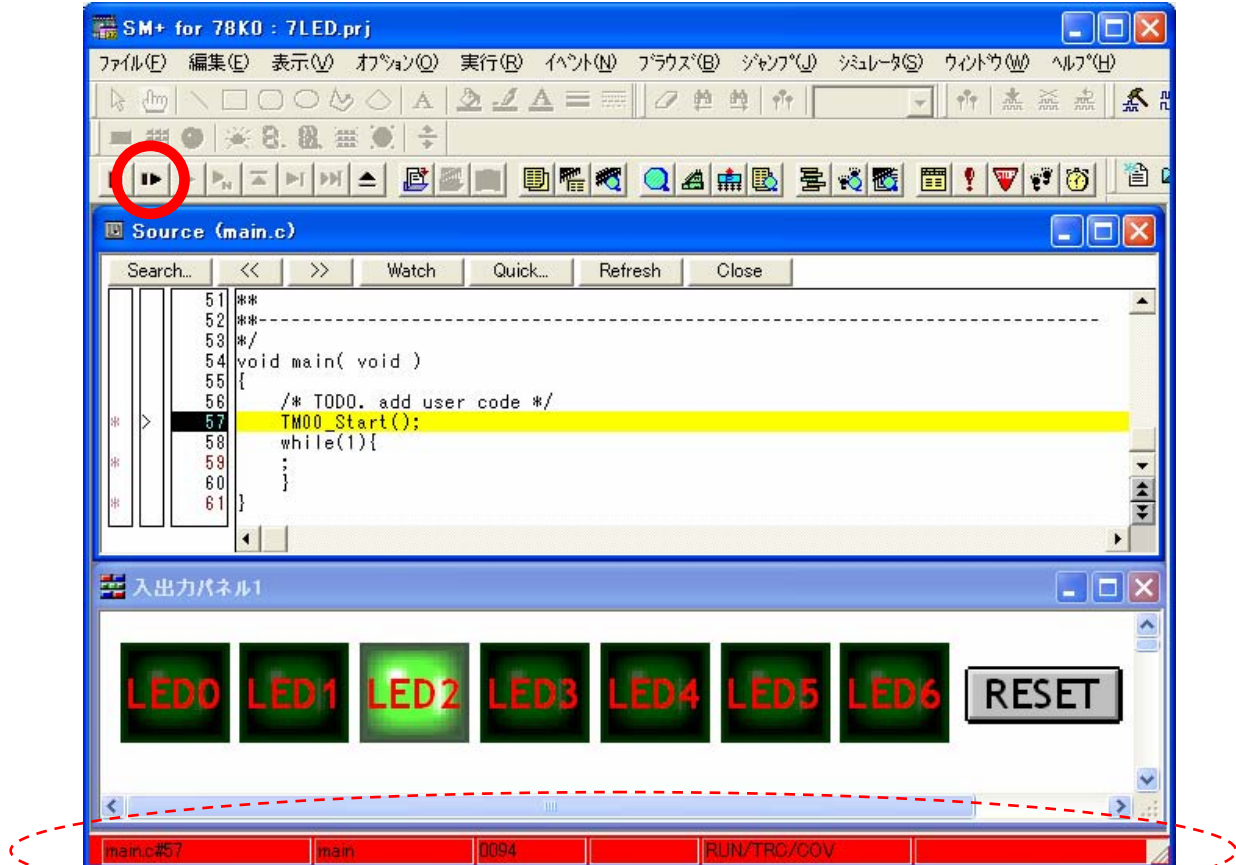 SM+ for 78K0 : 7LED.prj
ファイル(F) 編集(E) 表示(V) オプション(O) 実行(R) イベント(N) ブラウズ(B) ジャンプ(J) シミュレータ(S) ウィンドウ(W) ヘルプ(H)
Source (main.c)
Search... << >> Watch Quick... Refresh Close
51 **
52 **-----------------------------------------------------------------------------
53 */
54 void main( void )
55 {
56 /* TODO. add user code */
* > 57 TM00_Start();
58 while(1){
* 59 ;
60 }
* 61 }
入出力パネル1
LED0 LED1 LED2 LED3 LED4 LED5 LED6 RESET
main.c#57 main 0094 RUN/TRC/COV